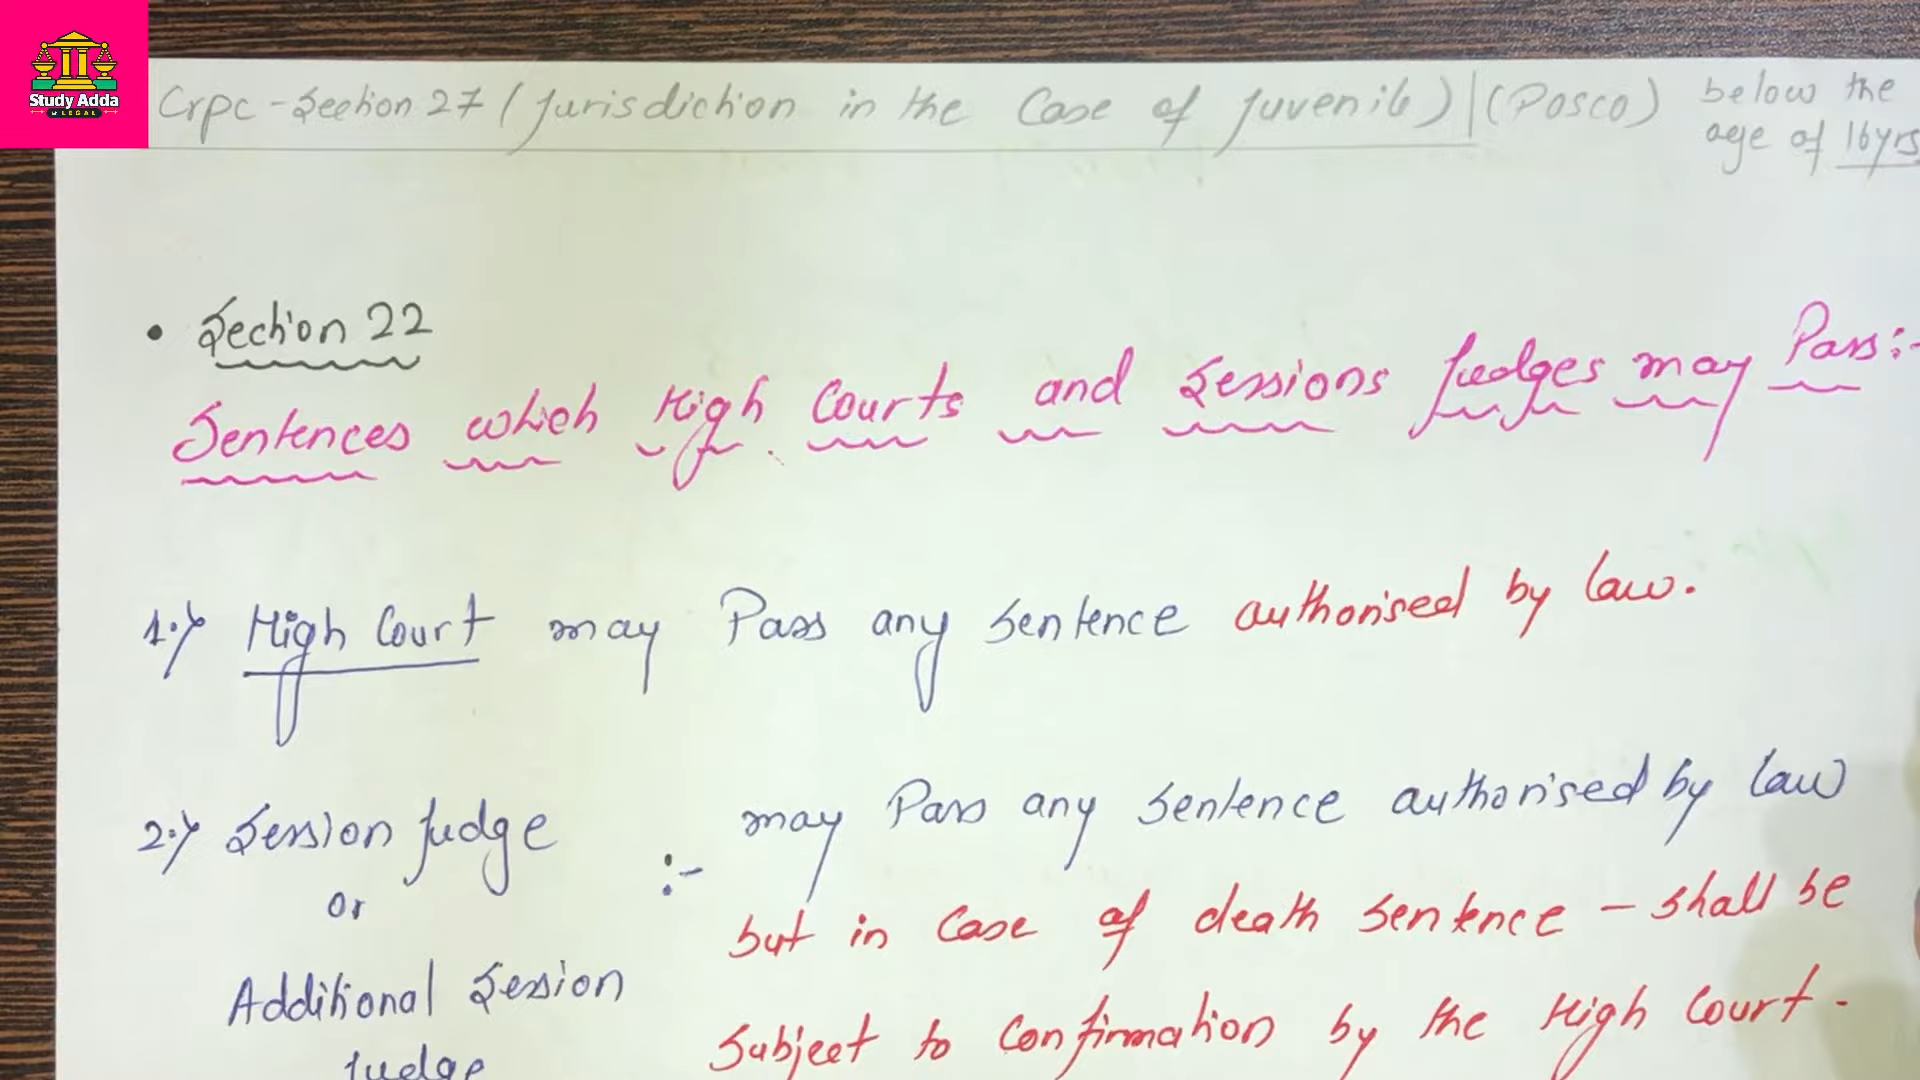 Study Adda
LEGAL
Crpc - Section 27 (Jurisdiction in the Case of Juvenile) | (Posco) below the
age of 16yrs
• Section 22
Sentences which High Courts and Sessions Judges may Pass:-
1.) High Court may Pass any sentence authorised by law.
2.) Session Judge :- may Pass any sentence authorised by law
or
but in Case of death sentence - shall be
Additional Session
subject to confirmation by the High Court.
Judge